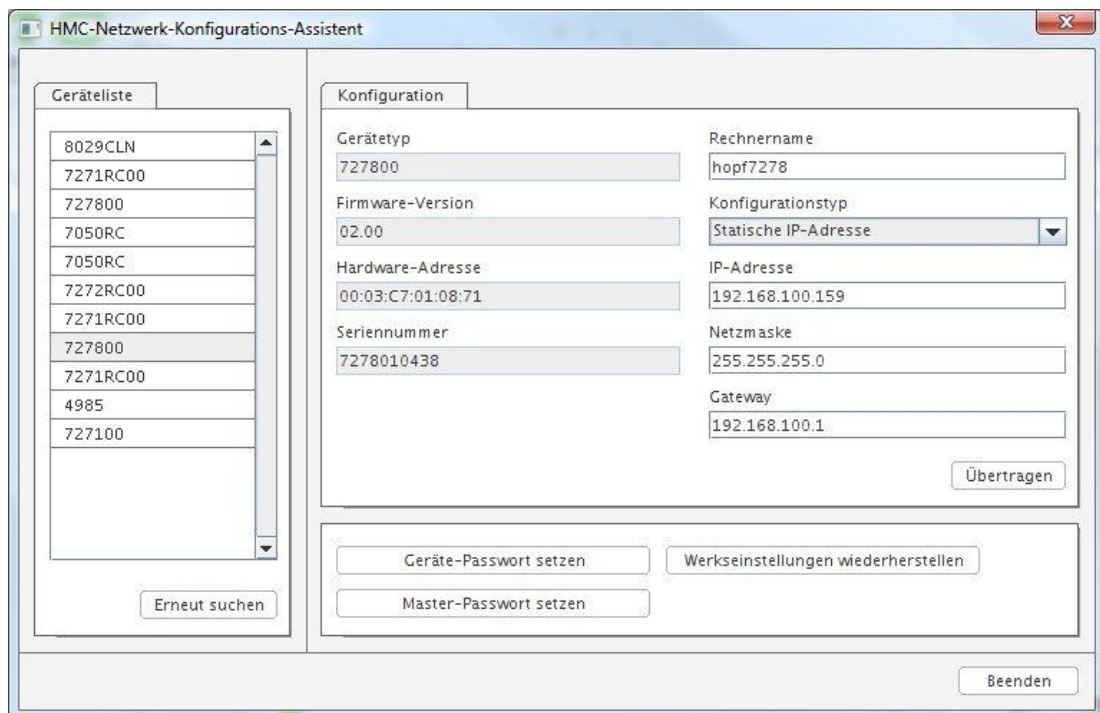 HMC-Netzwerk-Konfigurations-Assistent
Geräteliste
8029CLN
7271RC00
727800
7050RC
7050RC
7272RC00
7271RC00
727800
7271RC00
4985
727100
Erneut suchen
Konfiguration
Gerätetyp
727800
Firmware-Version
02.00
Hardware-Adresse
00:03:C7:01:08:71
Seriennummer
7278010438
Rechnername
hopf7278
Konfigurationstyp
Statische IP-Adresse
IP-Adresse
192.168.100.159
Netzmaske
255.255.255.0
Gateway
192.168.100.1
Übertragen
Geräte-Passwort setzen
Werkseinstellungen wiederherstellen
Master-Passwort setzen
Beenden